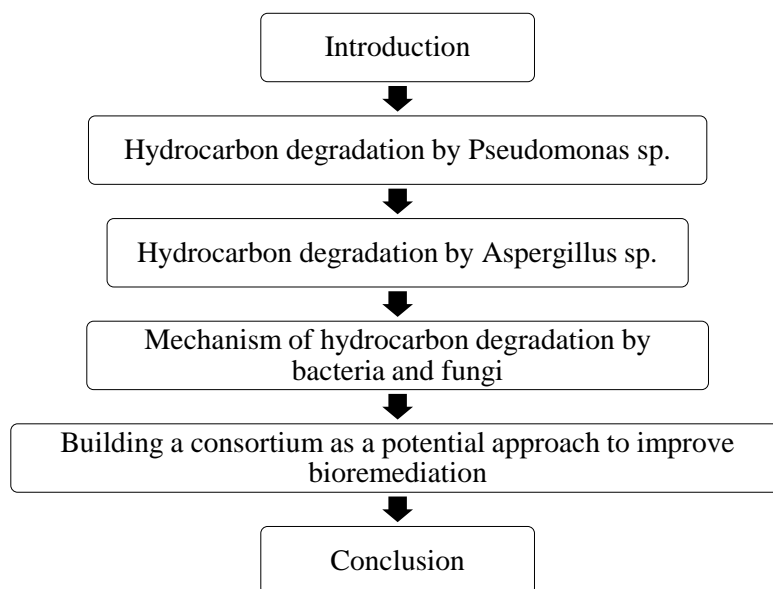 Introduction
Hydrocarbon degradation by Pseudomonas sp.
Hydrocarbon degradation by Aspergillus sp.
Mechanism of hydrocarbon degradation by
bacteria and fungi
Building a consortium as a potential approach to improve
bioremediation
Conclusion